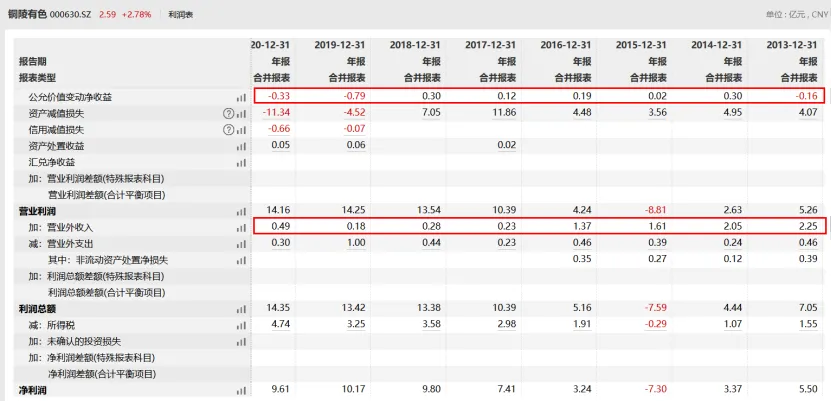 铜陵有色 000630.SZ 2.59 +2.78% 利润表 单位：亿元，CNY
20-12-31 2019-12-31 2018-12-31 2017-12-31 2016-12-31 2015-12-31 2014-12-31 2013-12-31
报告期 年报 年报 年报 年报 年报 年报 年报 年报
报表类型 合并报表 合并报表 合并报表 合并报表 合并报表 合并报表 合并报表 合并报表
公允价值变动净收益 -0.33 -0.79 0.30 0.12 0.19 0.02 0.30 -0.16
资产减值损失 ? -11.34 -4.52 7.05 11.86 4.48 3.56 4.95 4.07
信用减值损失 ? -0.66 -0.07
资产处置收益 0.05 0.06 0.02
汇兑净收益
加：营业利润差额(特殊报表科目)
营业利润差额(合计平衡项目)
营业利润 14.16 14.25 13.54 10.39 4.24 -8.81 2.63 5.26
加：营业外收入 0.49 0.18 0.28 0.23 1.37 1.61 2.05 2.25
减：营业外支出 0.30 1.00 0.44 0.23 0.46 0.39 0.24 0.46
其中：非流动资产处置净损失 0.35 0.27 0.12 0.39
加：利润总额差额(特殊报表科目)
利润总额差额(合计平衡项目)
利润总额 14.35 13.42 13.38 10.39 5.16 -7.59 4.44 7.05
减：所得税 4.74 3.25 3.58 2.98 1.91 -0.29 1.07 1.55
加：未确认的投资损失
加：净利润差额(特殊报表科目)
净利润差额(合计平衡项目)
净利润 9.61 10.17 9.80 7.41 3.24 -7.30 3.37 5.50